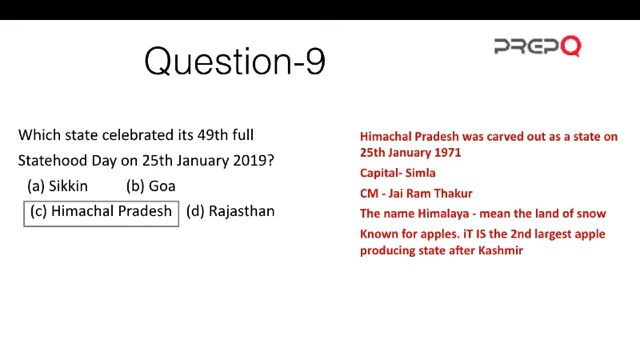 PREPQ
Question-9
Which state celebrated its 49th full
Statehood Day on 25th January 2019?
(a) Sikkin (b) Goa
(c) Himachal Pradesh (d) Rajasthan
Himachal Pradesh was carved out as a state on
25th January 1971
Capital- Simla
CM - Jai Ram Thakur
The name Himalaya - mean the land of snow
Known for apples. iT IS the 2nd largest apple
producing state after Kashmir